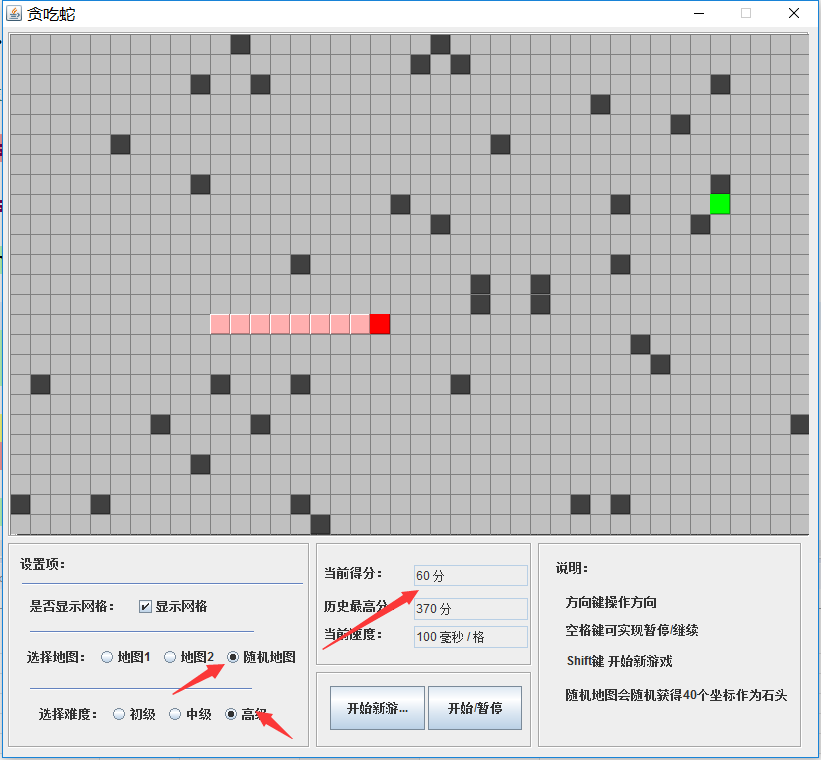 贪吃蛇
设置项:
是否显示网格: 显示网格
选择地图: 地图1 地图2 随机地图
选择难度: 初级 中级 高级
当前得分: 60 分
历史最高分 370 分
当前速度: 100 毫秒 / 格
开始新游... 开始/暂停
说明:
方向键操作方向
空格键可实现暂停/继续
Shift键 开始新游戏
随机地图会随机获得40个坐标作为石头